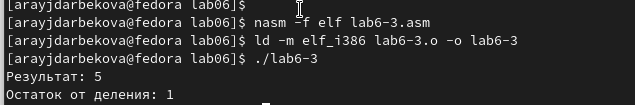 [arayjdarbekova@fedora lab06]$
[arayjdarbekova@fedora lab06]$ nasm -f elf lab6-3.asm
[arayjdarbekova@fedora lab06]$ ld -m elf_i386 lab6-3.o -o lab6-3
[arayjdarbekova@fedora lab06]$ ./lab6-3
Результат: 5
Остаток от деления: 1